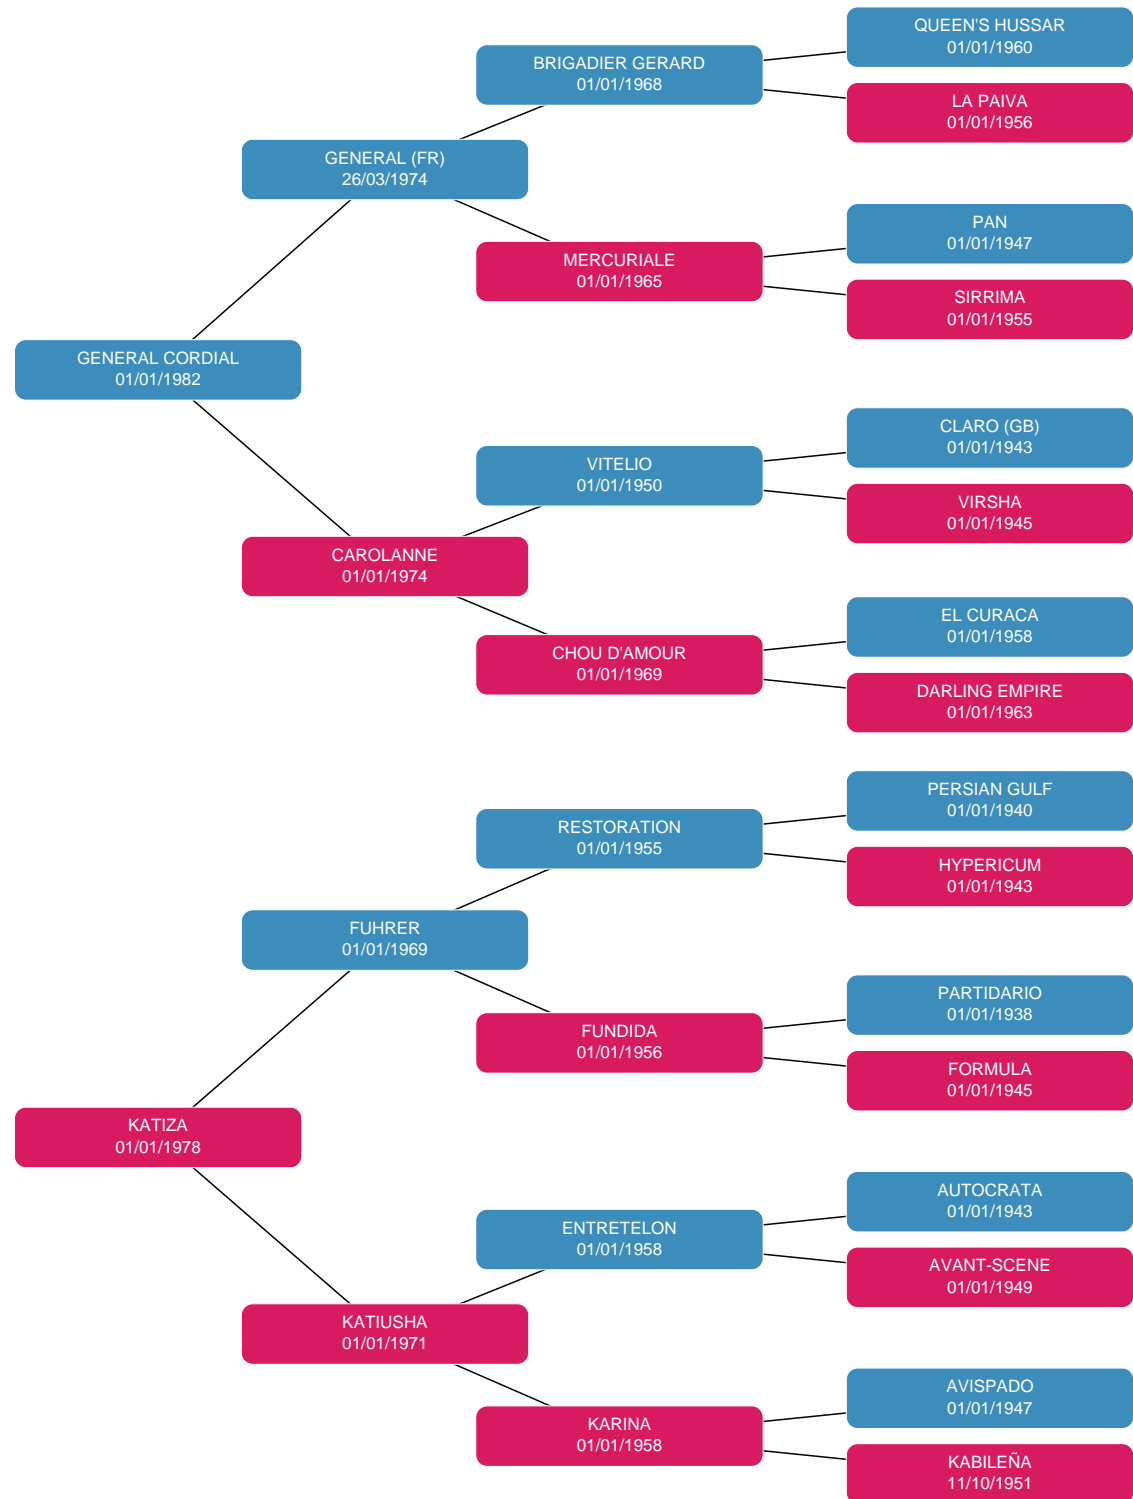 QUEEN'S HUSSAR
01/01/1960
BRIGADIER GERARD
01/01/1968
LA PAIVA
01/01/1956
GENERAL (FR)
26/03/1974
PAN
01/01/1947
MERCURIALE
01/01/1965
SIRRIMA
01/01/1955
GENERAL CORDIAL
01/01/1982
CLARO (GB)
01/01/1943
VITELIO
01/01/1950
VIRSHA
01/01/1945
CAROLANNE
01/01/1974
EL CURACA
01/01/1958
CHOU D'AMOUR
01/01/1969
DARLING EMPIRE
01/01/1963
PERSIAN GULF
01/01/1940
RESTORATION
01/01/1955
HYPERICUM
01/01/1943
FUHRER
01/01/1969
PARTIDARIO
01/01/1938
FUNDIDA
01/01/1956
FORMULA
01/01/1945
KATIZA
01/01/1978
AUTOCRATA
01/01/1943
ENTRETELON
01/01/1958
AVANT-SCENE
01/01/1949
KATIUSHA
01/01/1971
AVISPADO
01/01/1947
KARINA
01/01/1958
KABILEÑA
11/10/1951